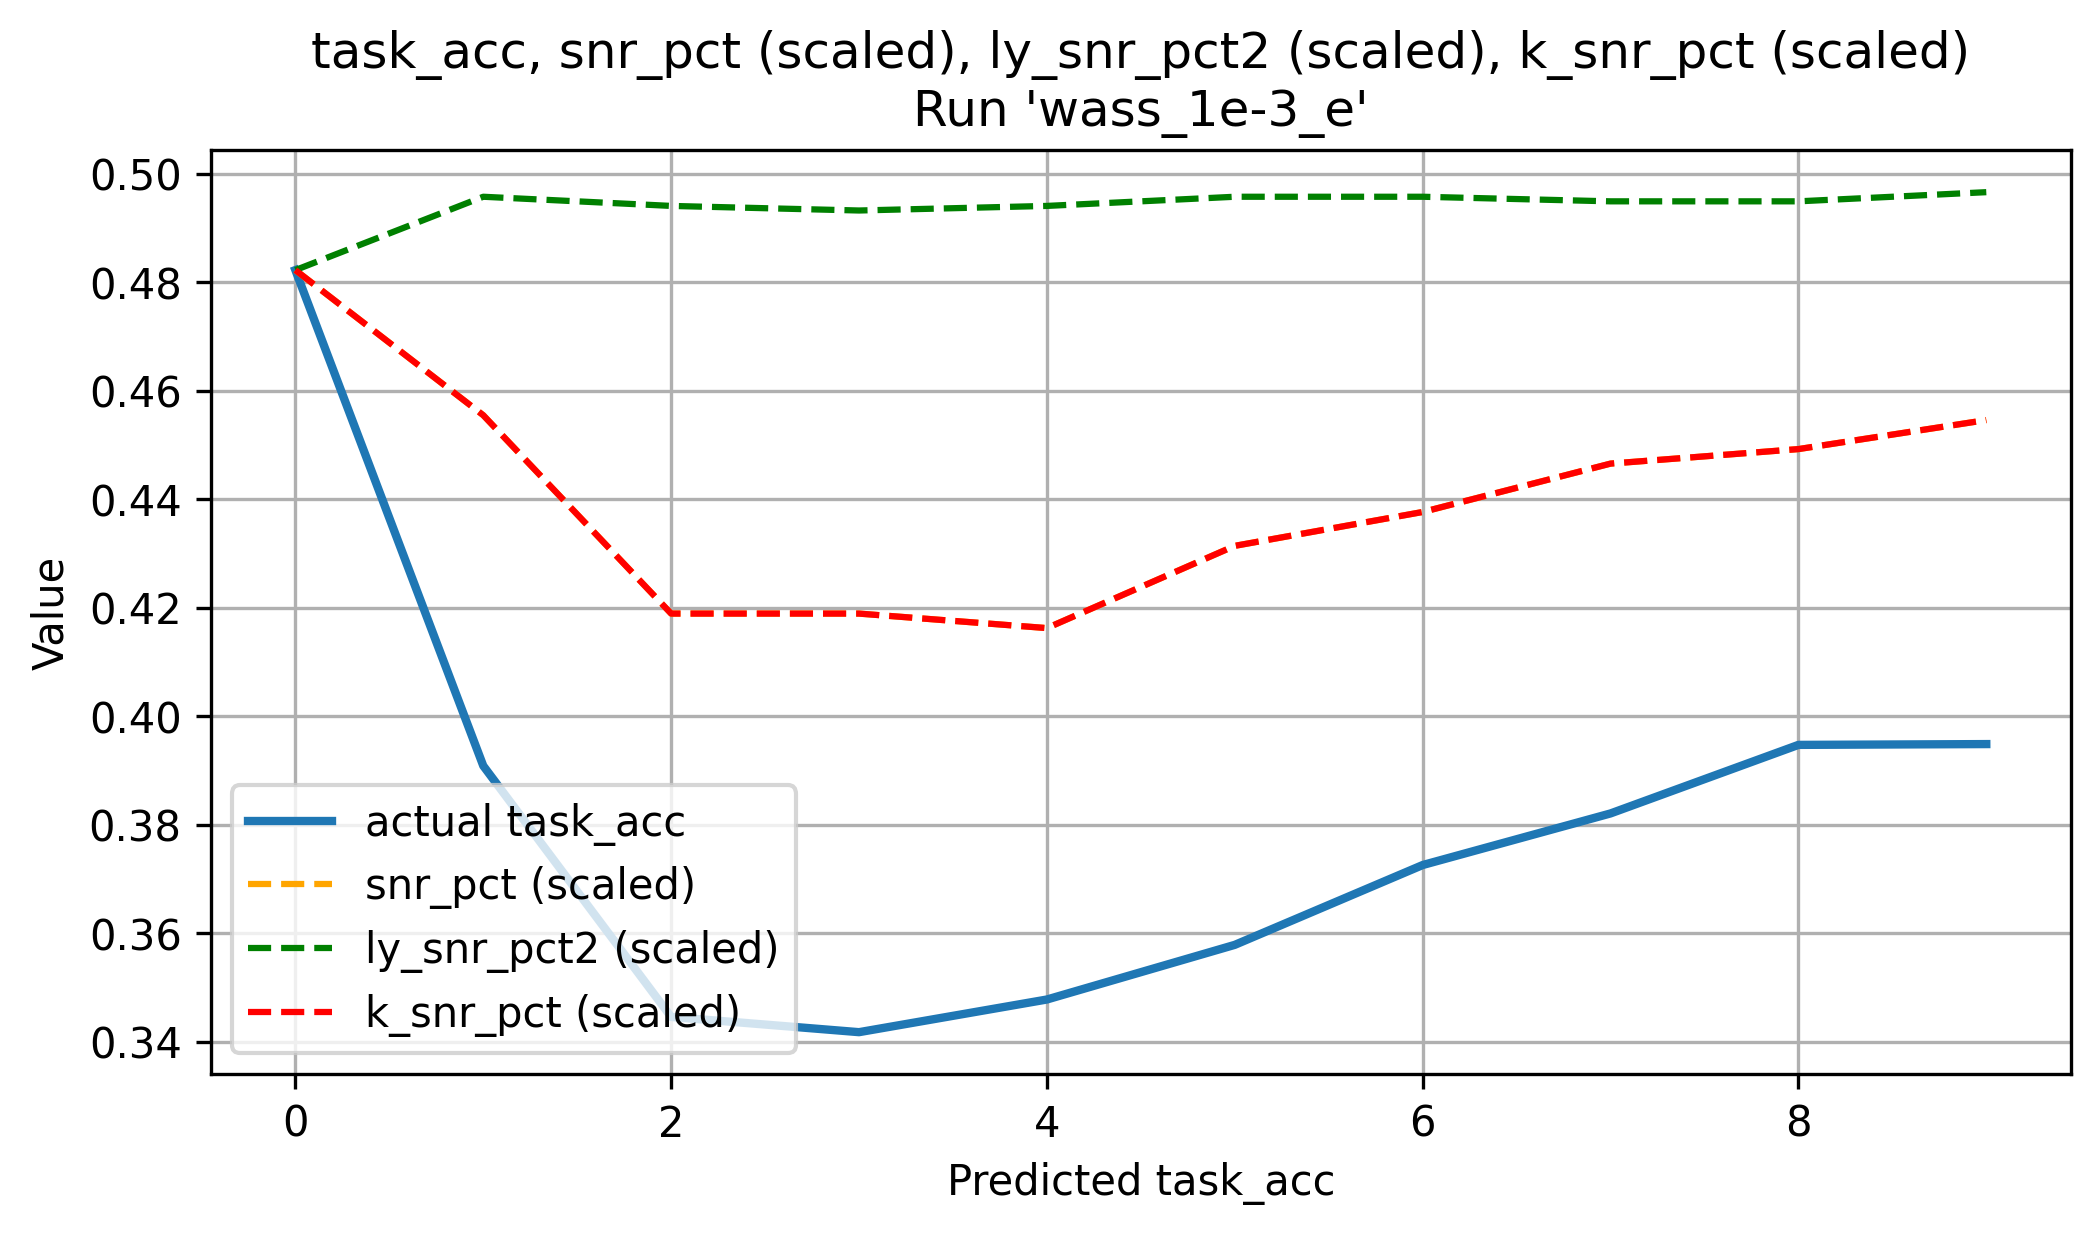 task_acc, snr_pct (scaled), ly_snr_pct2 (scaled), k_snr_pct (scaled)
Run 'wass_1e-3_e'
0.50
0.48
0.46
0.44
0.42
0.40
0.38
0.36
0.34
Value
actual task_acc
snr_pct (scaled)
ly_snr_pct2 (scaled)
k_snr_pct (scaled)
0 2 4 6 8
Predicted task_acc